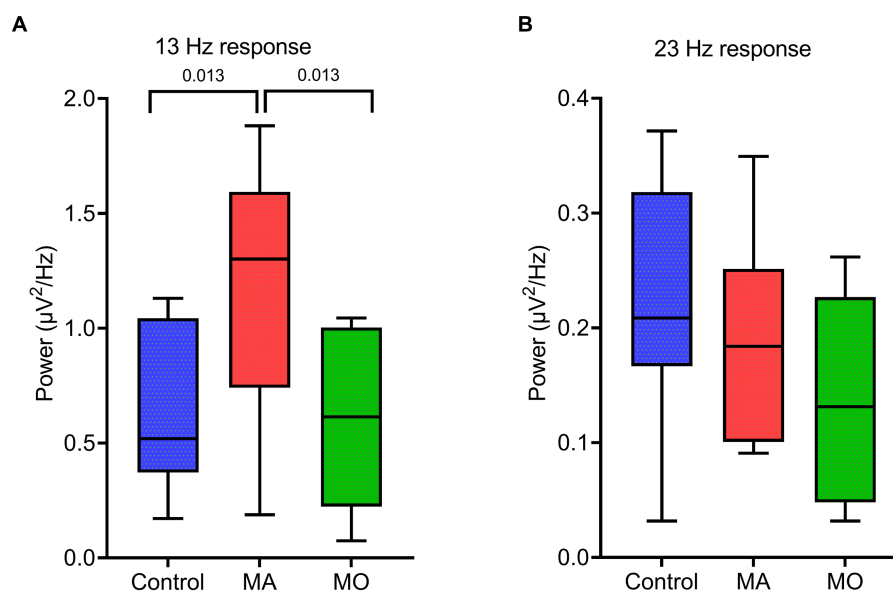 A
13 Hz response
0.013 0.013
2.0
1.5
1.0
0.5
0.0
Power (µV²/Hz)
Control MA MO
B
23 Hz response
0.4
0.3
0.2
0.1
0.0
Power (µV²/Hz)
Control MA MO